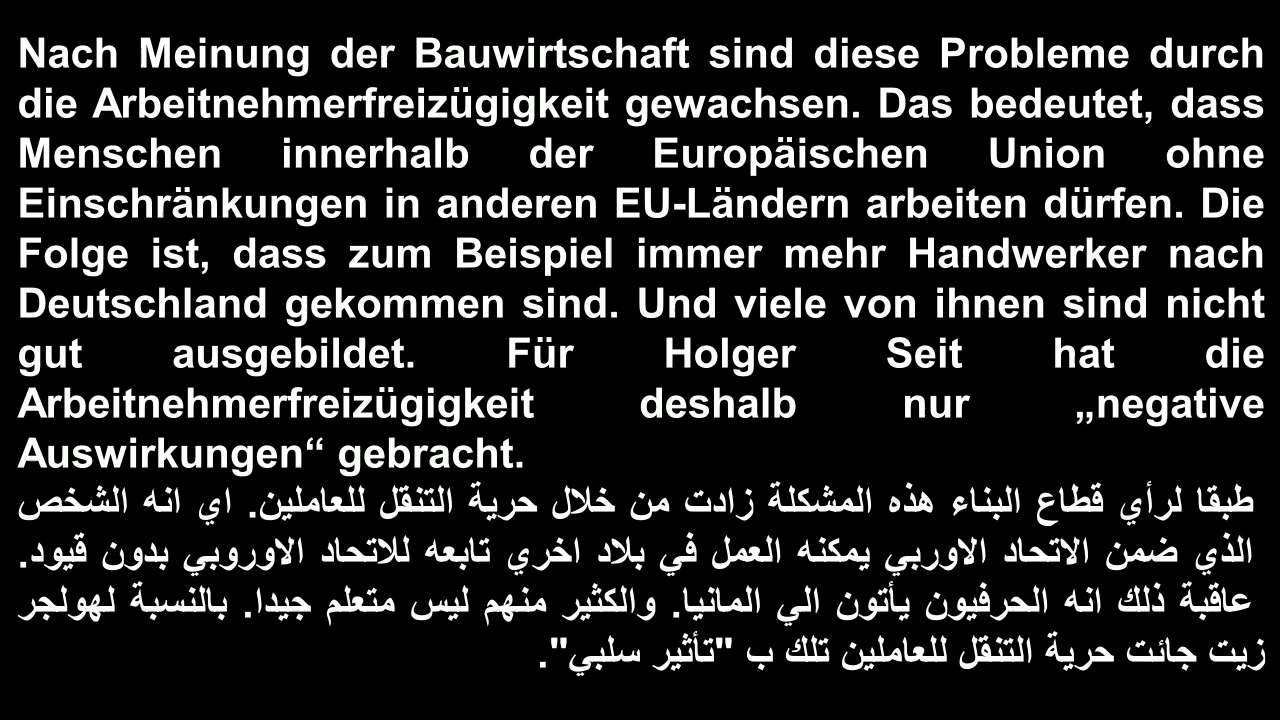 Nach Meinung der Bauwirtschaft sind diese Probleme durch
die Arbeitnehmerfreizügigkeit gewachsen. Das bedeutet, dass
Menschen innerhalb der Europäischen Union ohne
Einschränkungen in anderen EU-Ländern arbeiten dürfen. Die
Folge ist, dass zum Beispiel immer mehr Handwerker nach
Deutschland gekommen sind. Und viele von ihnen sind nicht
gut ausgebildet. Für Holger Seit hat die
Arbeitnehmerfreizügigkeit deshalb nur „negative
Auswirkungen“ gebracht.
طبقا لرأي قطاع البناء هذه المشكلة زادت من خلال حرية التنقل للعاملين. اي انه الشخص
الذي ضمن الاتحاد الاوربي يمكنه العمل في بلاد اخري تابعه للاتحاد الاوروبي بدون قيود.
عاقبة ذلك انه الحرفيون يأتون الي المانيا. والكثير منهم ليس متعلم جيدا. بالنسبة لهولجر
زيت جائت حرية التنقل للعاملين تلك ب "تأثير سلبي".